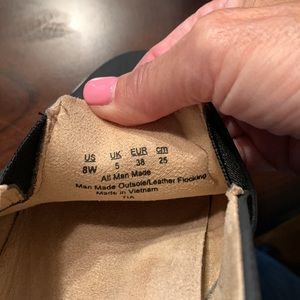 US UK EUR cm
8W 5 38 25
All Man Made
Man Made Outsole/Leather Flocking
Made in Vietnam